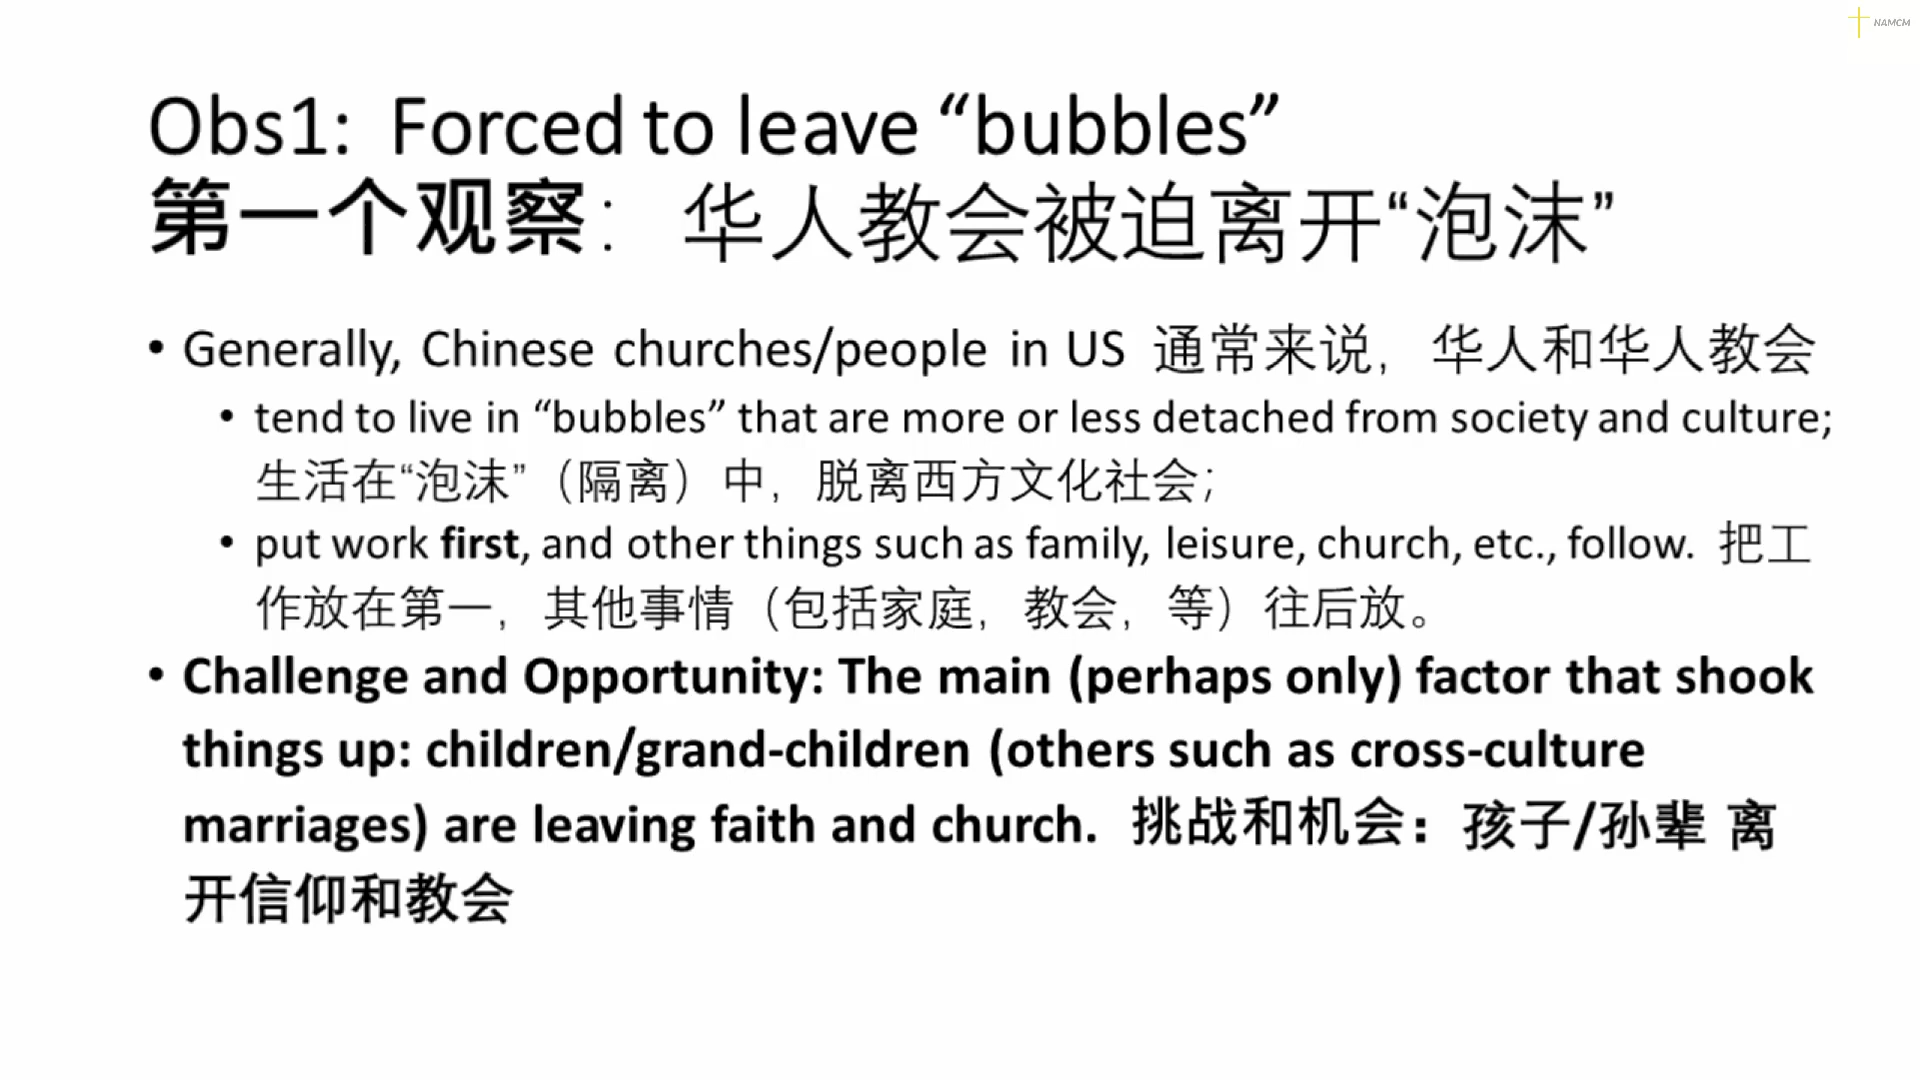 NAMCM
Obs1: Forced to leave “bubbles”
第一个观察： 华人教会被迫离开“泡沫”
• Generally, Chinese churches/people in US 通常来说，华人和华人教会
• tend to live in “bubbles” that are more or less detached from society and culture;
生活在“泡沫”（隔离）中，脱离西方文化社会；
• put work first, and other things such as family, leisure, church, etc., follow. 把工
作放在第一，其他事情（包括家庭，教会，等）往后放。
• Challenge and Opportunity: The main (perhaps only) factor that shook
things up: children/grand-children (others such as cross-culture
marriages) are leaving faith and church. 挑战和机会：孩子/孙辈 离
开信仰和教会